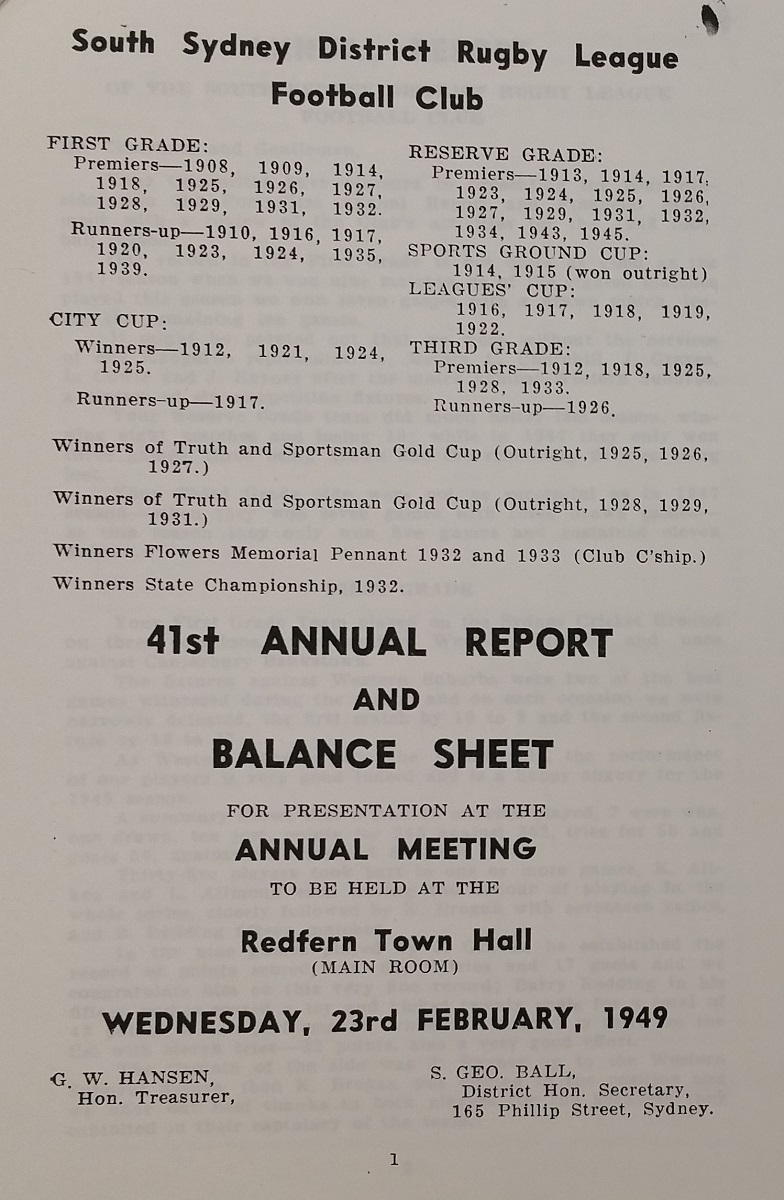 South Sydney District Rugby League
Football Club
FIRST GRADE:
Premiers—1908, 1909, 1914,
1918, 1925, 1926, 1927,
1928, 1929, 1931, 1932.
Runners-up—1910, 1916, 1917,
1920, 1923, 1924, 1935,
1939.
CITY CUP:
Winners—1912, 1921, 1924,
1925.
Runners-up—1917.
RESERVE GRADE:
Premiers—1913, 1914, 1917,
1923, 1924, 1925, 1926,
1927, 1929, 1931, 1932,
1934, 1943, 1945.
SPORTS GROUND CUP:
1914, 1915 (won outright)
LEAGUES' CUP:
1916, 1917, 1918, 1919,
1922.
THIRD GRADE:
Premiers—1912, 1918, 1925,
1928, 1933.
Runners-up—1926.
Winners of Truth and Sportsman Gold Cup (Outright, 1925, 1926,
1927.)
Winners of Truth and Sportsman Gold Cup (Outright, 1928, 1929,
1931.)
Winners Flowers Memorial Pennant 1932 and 1933 (Club C'ship.)
Winners State Championship, 1932.
41st ANNUAL REPORT
AND
BALANCE SHEET
FOR PRESENTATION AT THE
ANNUAL MEETING
TO BE HELD AT THE
Redfern Town Hall
(MAIN ROOM)
WEDNESDAY, 23rd FEBRUARY, 1949
G. W. HANSEN,
Hon. Treasurer,
S. GEO. BALL,
District Hon. Secretary,
165 Phillip Street, Sydney.
1